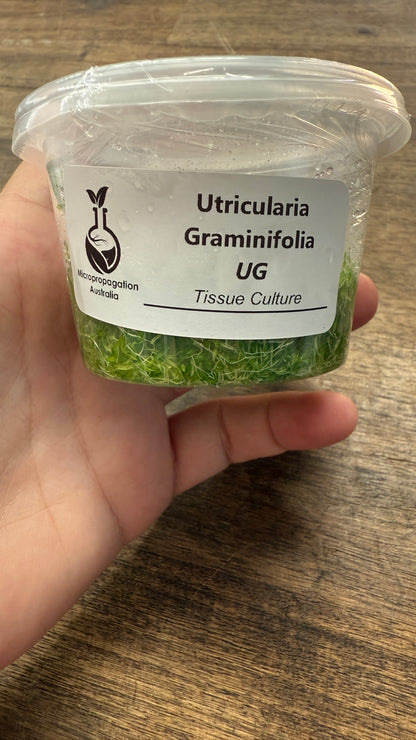 Utricularia
Graminifolia
UG
Tissue Culture
Micropropagation
Australia